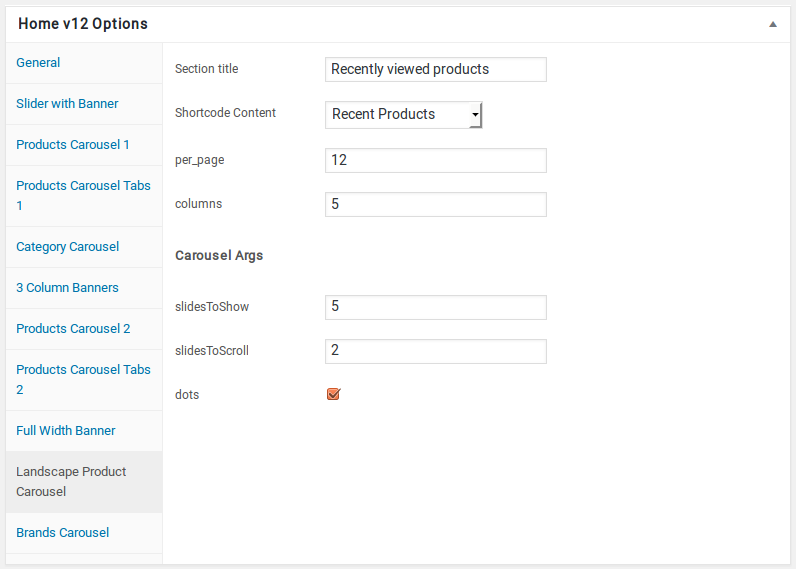 Home v12 Options
General
Slider with Banner
Products Carousel 1
Products Carousel Tabs
1
Category Carousel
3 Column Banners
Products Carousel 2
Products Carousel Tabs
2
Full Width Banner
Landscape Product
Carousel
Brands Carousel
Section title Recently viewed products
Shortcode Content Recent Products
per_page 12
columns 5
Carousel Args
slidesToShow 5
slidesToScroll 2
dots